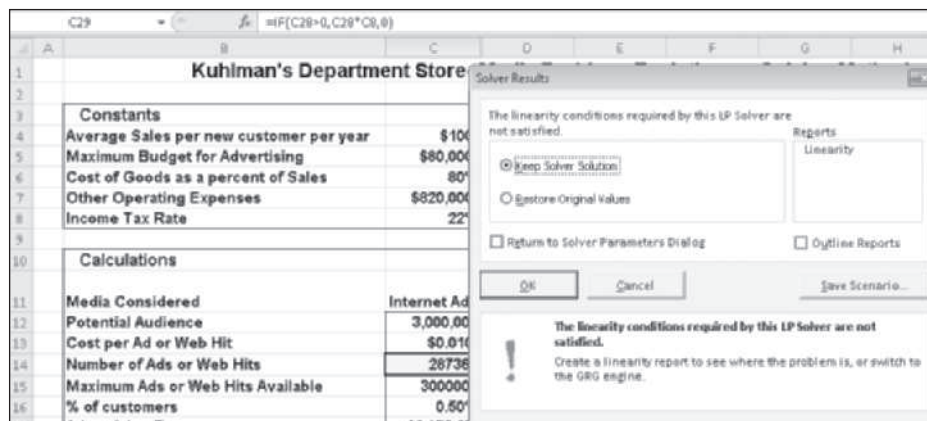 C29 fx =IF(C28>0,C28*C8,0)
A B C D E F G H
1 Kuhlman's Department Store
2
3 Constants
4 Average Sales per new customer per year $100
5 Maximum Budget for Advertising $80,000
6 Cost of Goods as a percent of Sales 80
7 Other Operating Expenses $820,000
8 Income Tax Rate 22
9
10 Calculations
11 Media Considered Internet Ad
12 Potential Audience 3,000,00
13 Cost per Ad or Web Hit $0.010
14 Number of Ads or Web Hits 28736
15 Maximum Ads or Web Hits Available 300000
16 % of customers 0.50
Solver Results
The linearity conditions required by this LP Solver are
not satisfied.
Reports
Linearity
Keep Solver Solution
Restore Original Values
Return to Solver Parameters Dialog
Outline Reports
OK Cancel Save Scenario...
The linearity conditions required by this LP Solver are not
satisfied.
Create a linearity report to see where the problem is, or switch to
the GRG engine.